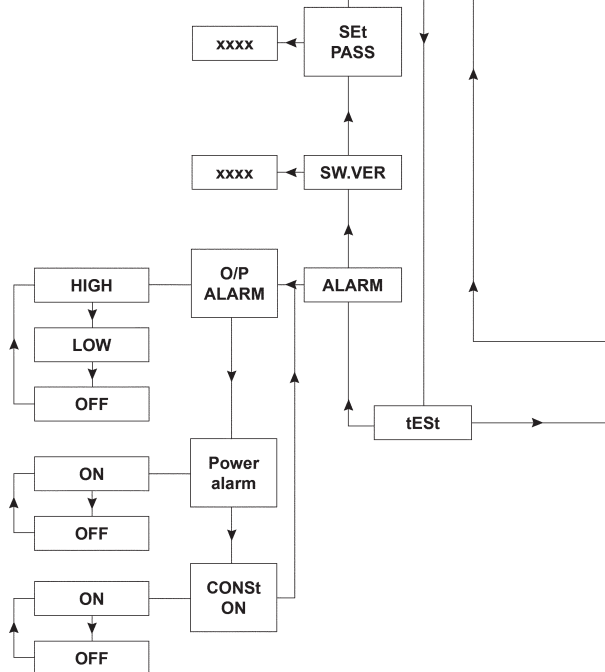 xxxx
SEt
PASS
xxxx
SW.VER
HIGH
O/P
ALARM
ALARM
LOW
OFF
tESt
ON
Power
alarm
OFF
ON
CONSt
ON
OFF